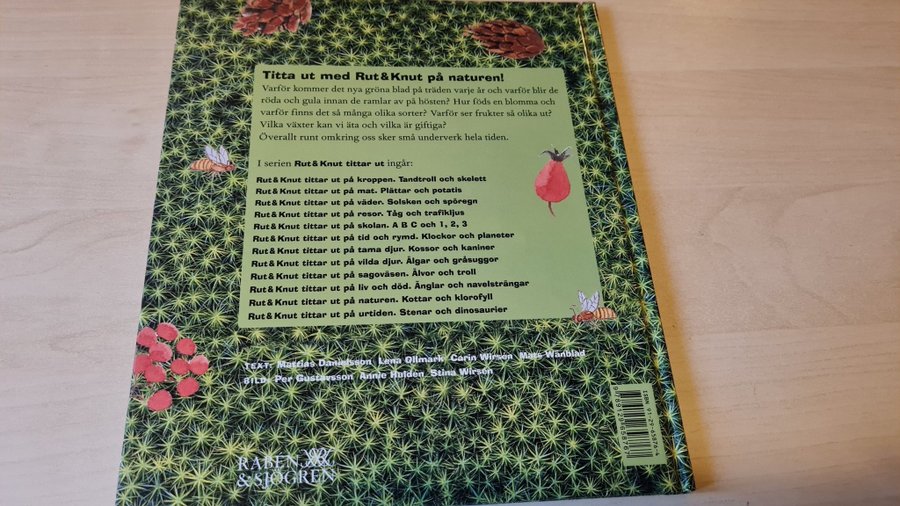 Titta ut med Rut & Knut på naturen!
Varför kommer det nya gröna blad på träden varje år och varför blir de
röda och gula innan de ramlar av på hösten? Hur föds en blomma och
varför finns det så många olika sorter? Varför ser frukter så olika ut?
Vilka växter kan vi äta och vilka är giftiga?
Överallt runt omkring oss sker små underverk hela tiden.
I serien Rut & Knut tittar ut ingår:
Rut & Knut tittar ut på kroppen. Tandtroll och skelett
Rut & Knut tittar ut på mat. Plättar och potatis
Rut & Knut tittar ut på väder. Solsken och spöregn
Rut & Knut tittar ut på resor. Tåg och trafikljus
Rut & Knut tittar ut på skolan. A B C och 1, 2, 3
Rut & Knut tittar ut på tid och rymd. Klockor och planeter
Rut & Knut tittar ut på tama djur. Kossor och kaniner
Rut & Knut tittar ut på vilda djur. Älgar och gråsuggor
Rut & Knut tittar ut på sagoväsen. Älvor och troll
Rut & Knut tittar ut på liv och död. Änglar och navelsträngar
Rut & Knut tittar ut på naturen. Kottar och klorofyll
Rut & Knut tittar ut på urtiden. Stenar och dinosaurier
TEXT: Mattias Danielsson Lena Ollmark Carin Wirsén Mats Wänblad
BILD: Per Gustavsson Annie Huldén Stina Wirsén
RABÉN
& SJÖGREN